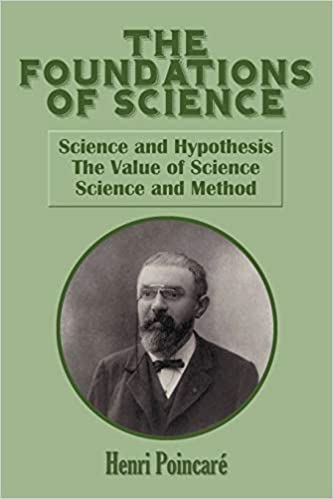 THE
FOUNDATIONS
OF SCIENCE
Science and Hypothesis
The Value of Science
Science and Method
Henri Poincaré